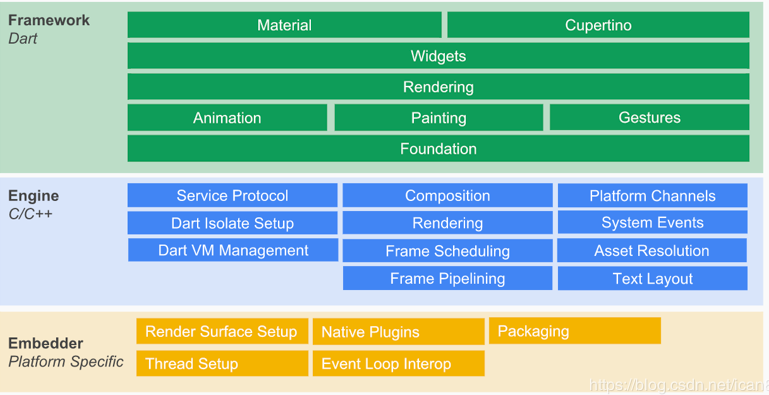 Framework
Dart
Material
Cupertino
Widgets
Rendering
Animation
Painting
Gestures
Foundation
Engine
C/C++
Service Protocol
Composition
Platform Channels
Dart Isolate Setup
Rendering
System Events
Dart VM Management
Frame Scheduling
Asset Resolution
Frame Pipelining
Text Layout
Embedder
Platform Specific
Render Surface Setup
Native Plugins
Packaging
Thread Setup
Event Loop Interop
https://blog.csdn.net/ican8